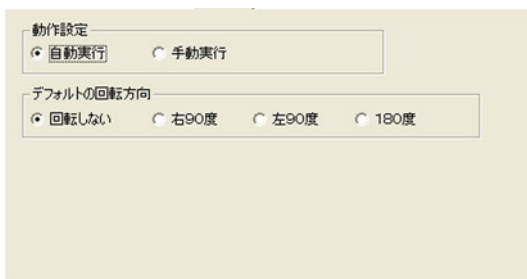 動作設定
自動実行 手動実行
デフォルトの回転方向
回転しない 右90度 左90度 180度